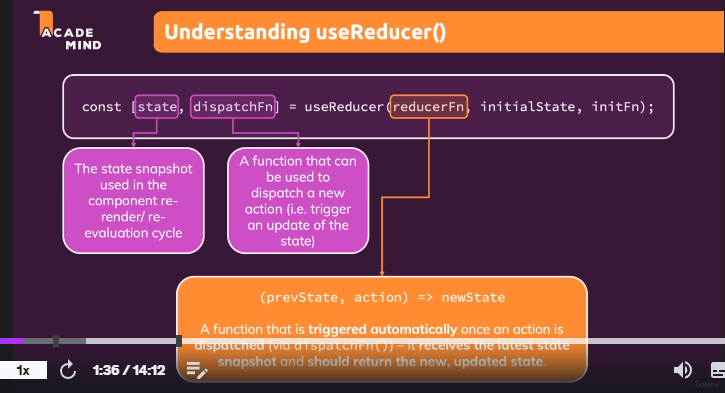 ACADE
MIND
Understanding useReducer()
const [state, dispatchFn] = useReducer(reducerFn, initialState, initFn);
The state snapshot
used in the
component re-
render/ re-
evaluation cycle
A function that can
be used to
dispatch a new
action (i.e. trigger
an update of the
state)
(prevState, action) => newState
A function that is triggered automatically once an action is
dispatched (via dispatchFn()) – it receives the latest state
snapshot and should return the new, updated state.
1x
1:36 / 14:12
Udemy